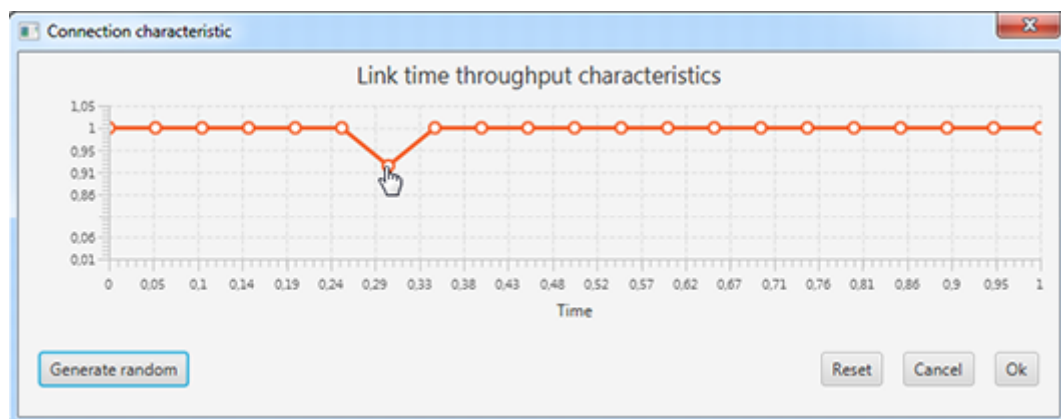 Connection characteristic
Link time throughput characteristics
1,05
1
0,95
0,91
0,86
0,06
0,01
0 0,05 0,1 0,14 0,19 0,24 0,29 0,33 0,38 0,43 0,48 0,52 0,57 0,62 0,67 0,71 0,76 0,81 0,86 0,9 0,95 1
Time
Generate random Reset Cancel Ok